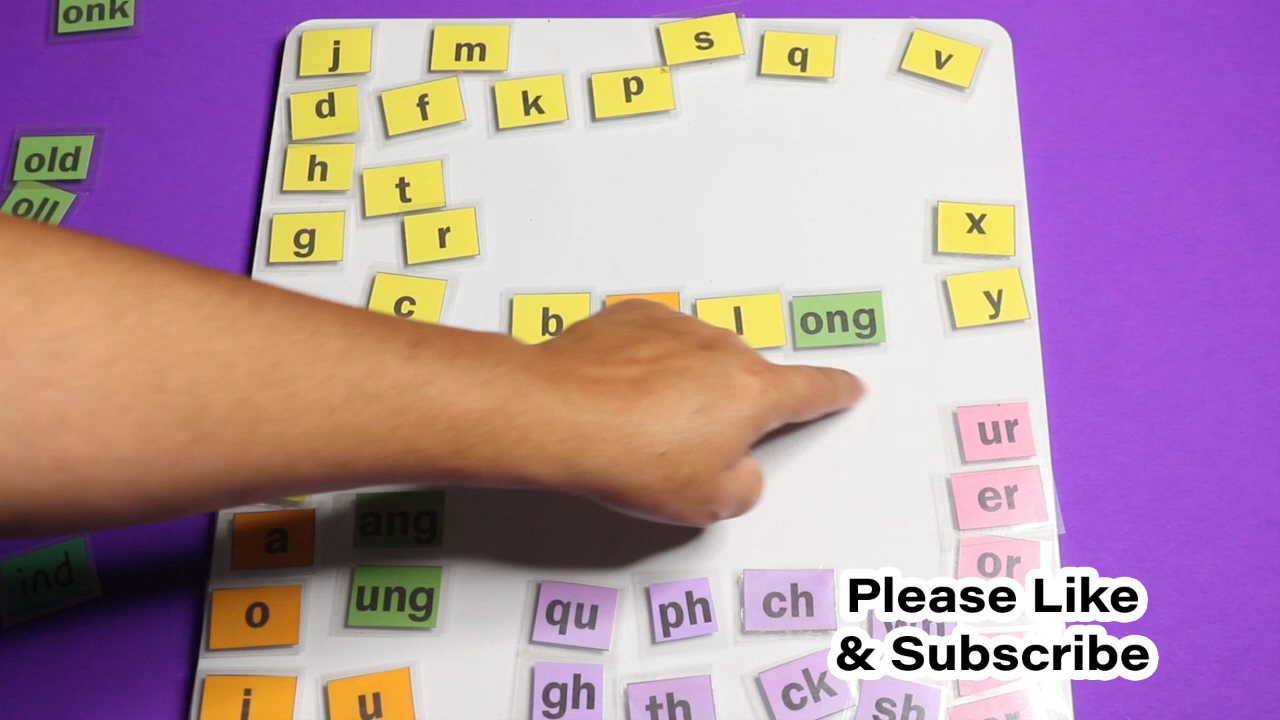 onk
j m s q v
d f k p
old
h t
oll
g r x
c b l ong y
ur
er
a ang or
ind
o ung qu ph ch
Please Like
& Subscribe
i u gh th ck sh